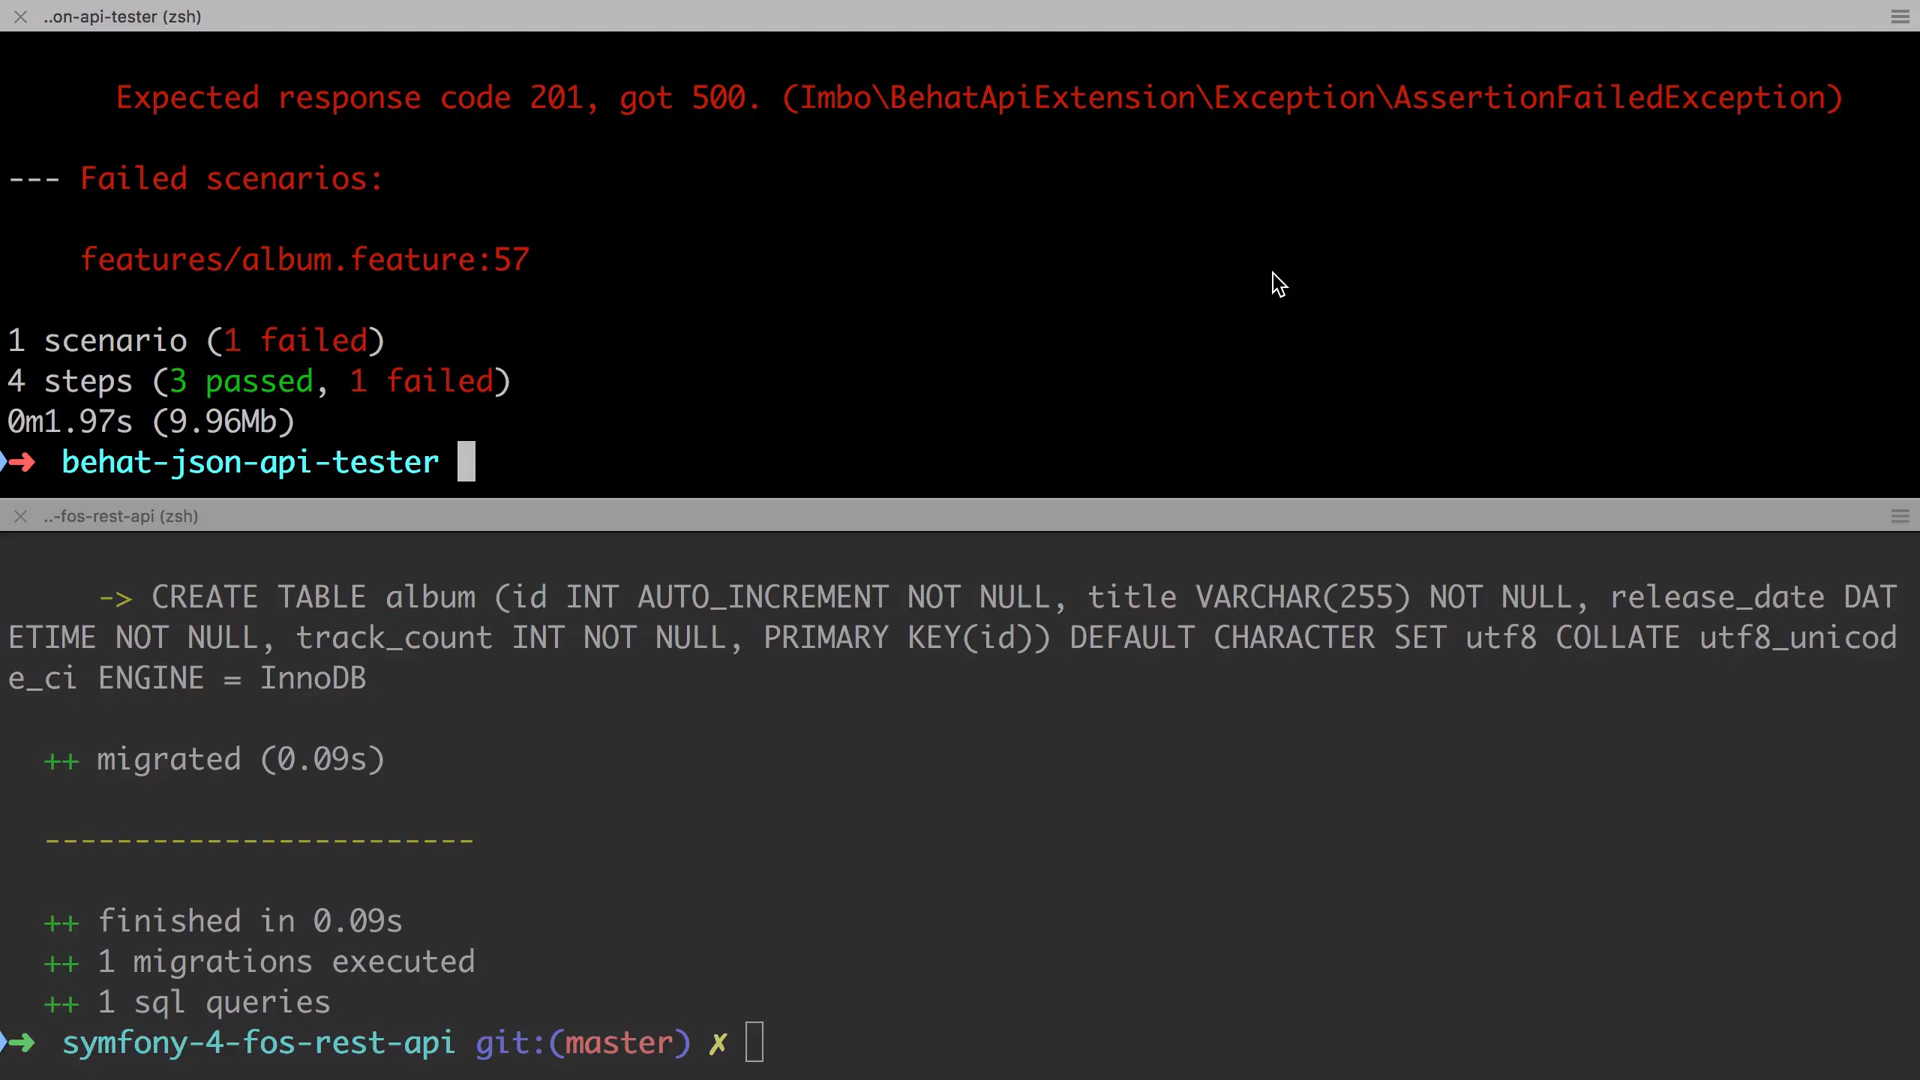 ..on-api-tester (zsh)
Expected response code 201, got 500. (Imbo\BehatApiExtension\Exception\AssertionFailedException)
--- Failed scenarios:
features/album.feature:57
1 scenario (1 failed)
4 steps (3 passed, 1 failed)
0m1.97s (9.96Mb)
➜ behat-json-api-tester
..-fos-rest-api (zsh)
-> CREATE TABLE album (id INT AUTO_INCREMENT NOT NULL, title VARCHAR(255) NOT NULL, release_date DAT
ETIME NOT NULL, track_count INT NOT NULL, PRIMARY KEY(id)) DEFAULT CHARACTER SET utf8 COLLATE utf8_unicod
e_ci ENGINE = InnoDB
++ migrated (0.09s)
------------------------
++ finished in 0.09s
++ 1 migrations executed
++ 1 sql queries
➜ symfony-4-fos-rest-api git:(master) ✗